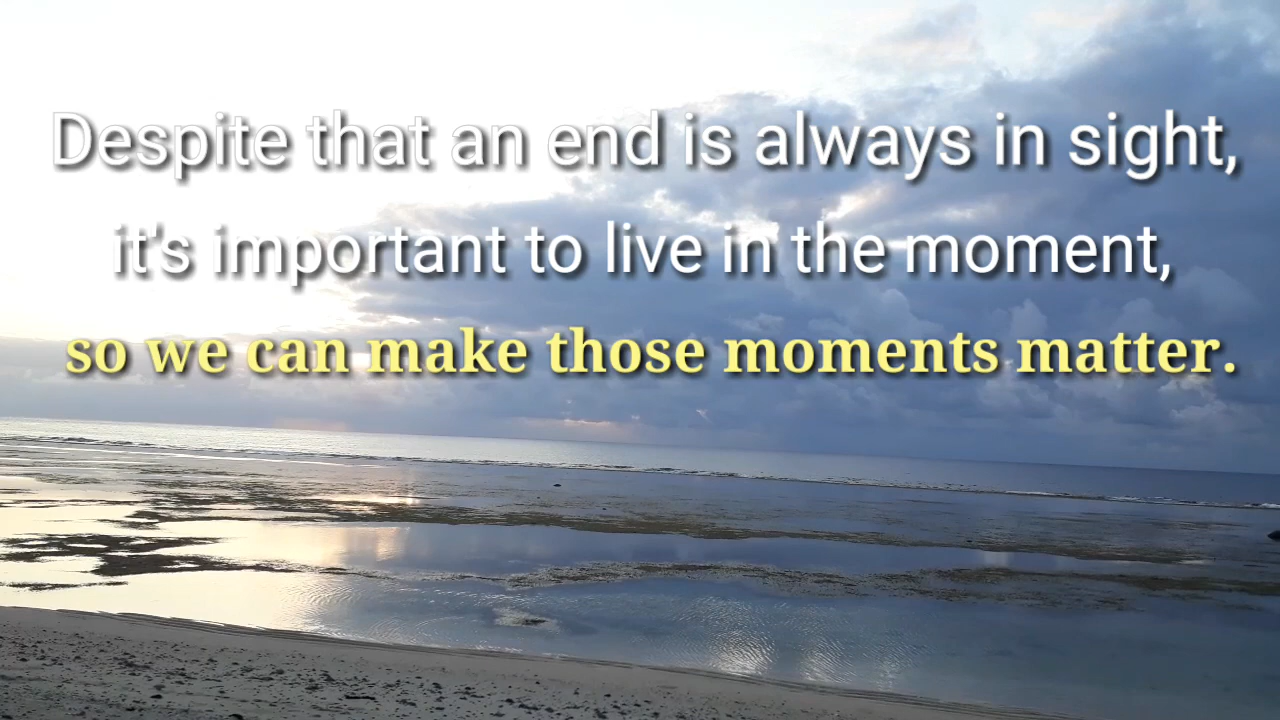 Despite that an end is always in sight,
it's important to live in the moment,
so we can make those moments matter.